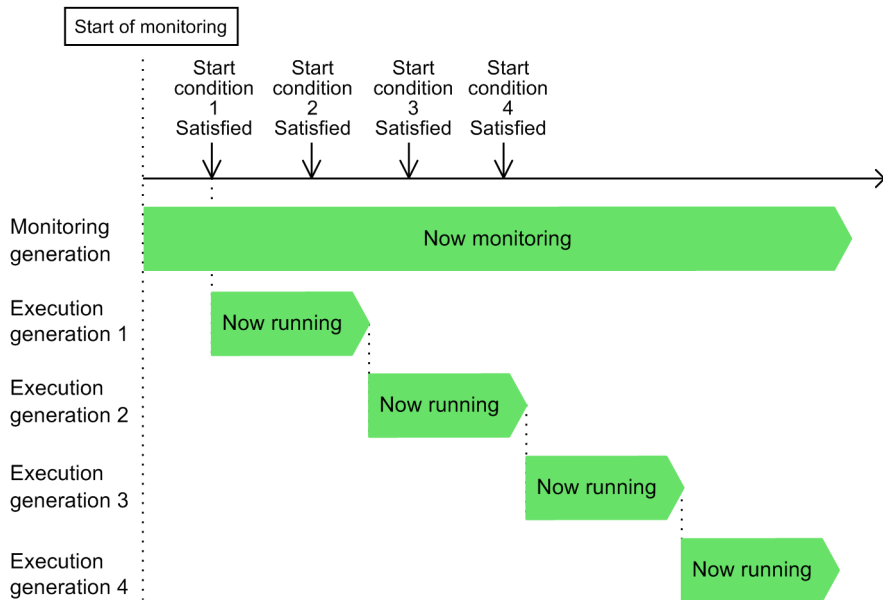 Start of monitoring
Start
condition
1
Satisfied
Start
condition
2
Satisfied
Start
condition
3
Satisfied
Start
condition
4
Satisfied
Monitoring
generation
Now monitoring
Execution
generation 1
Now running
Execution
generation 2
Now running
Execution
generation 3
Now running
Execution
generation 4
Now running